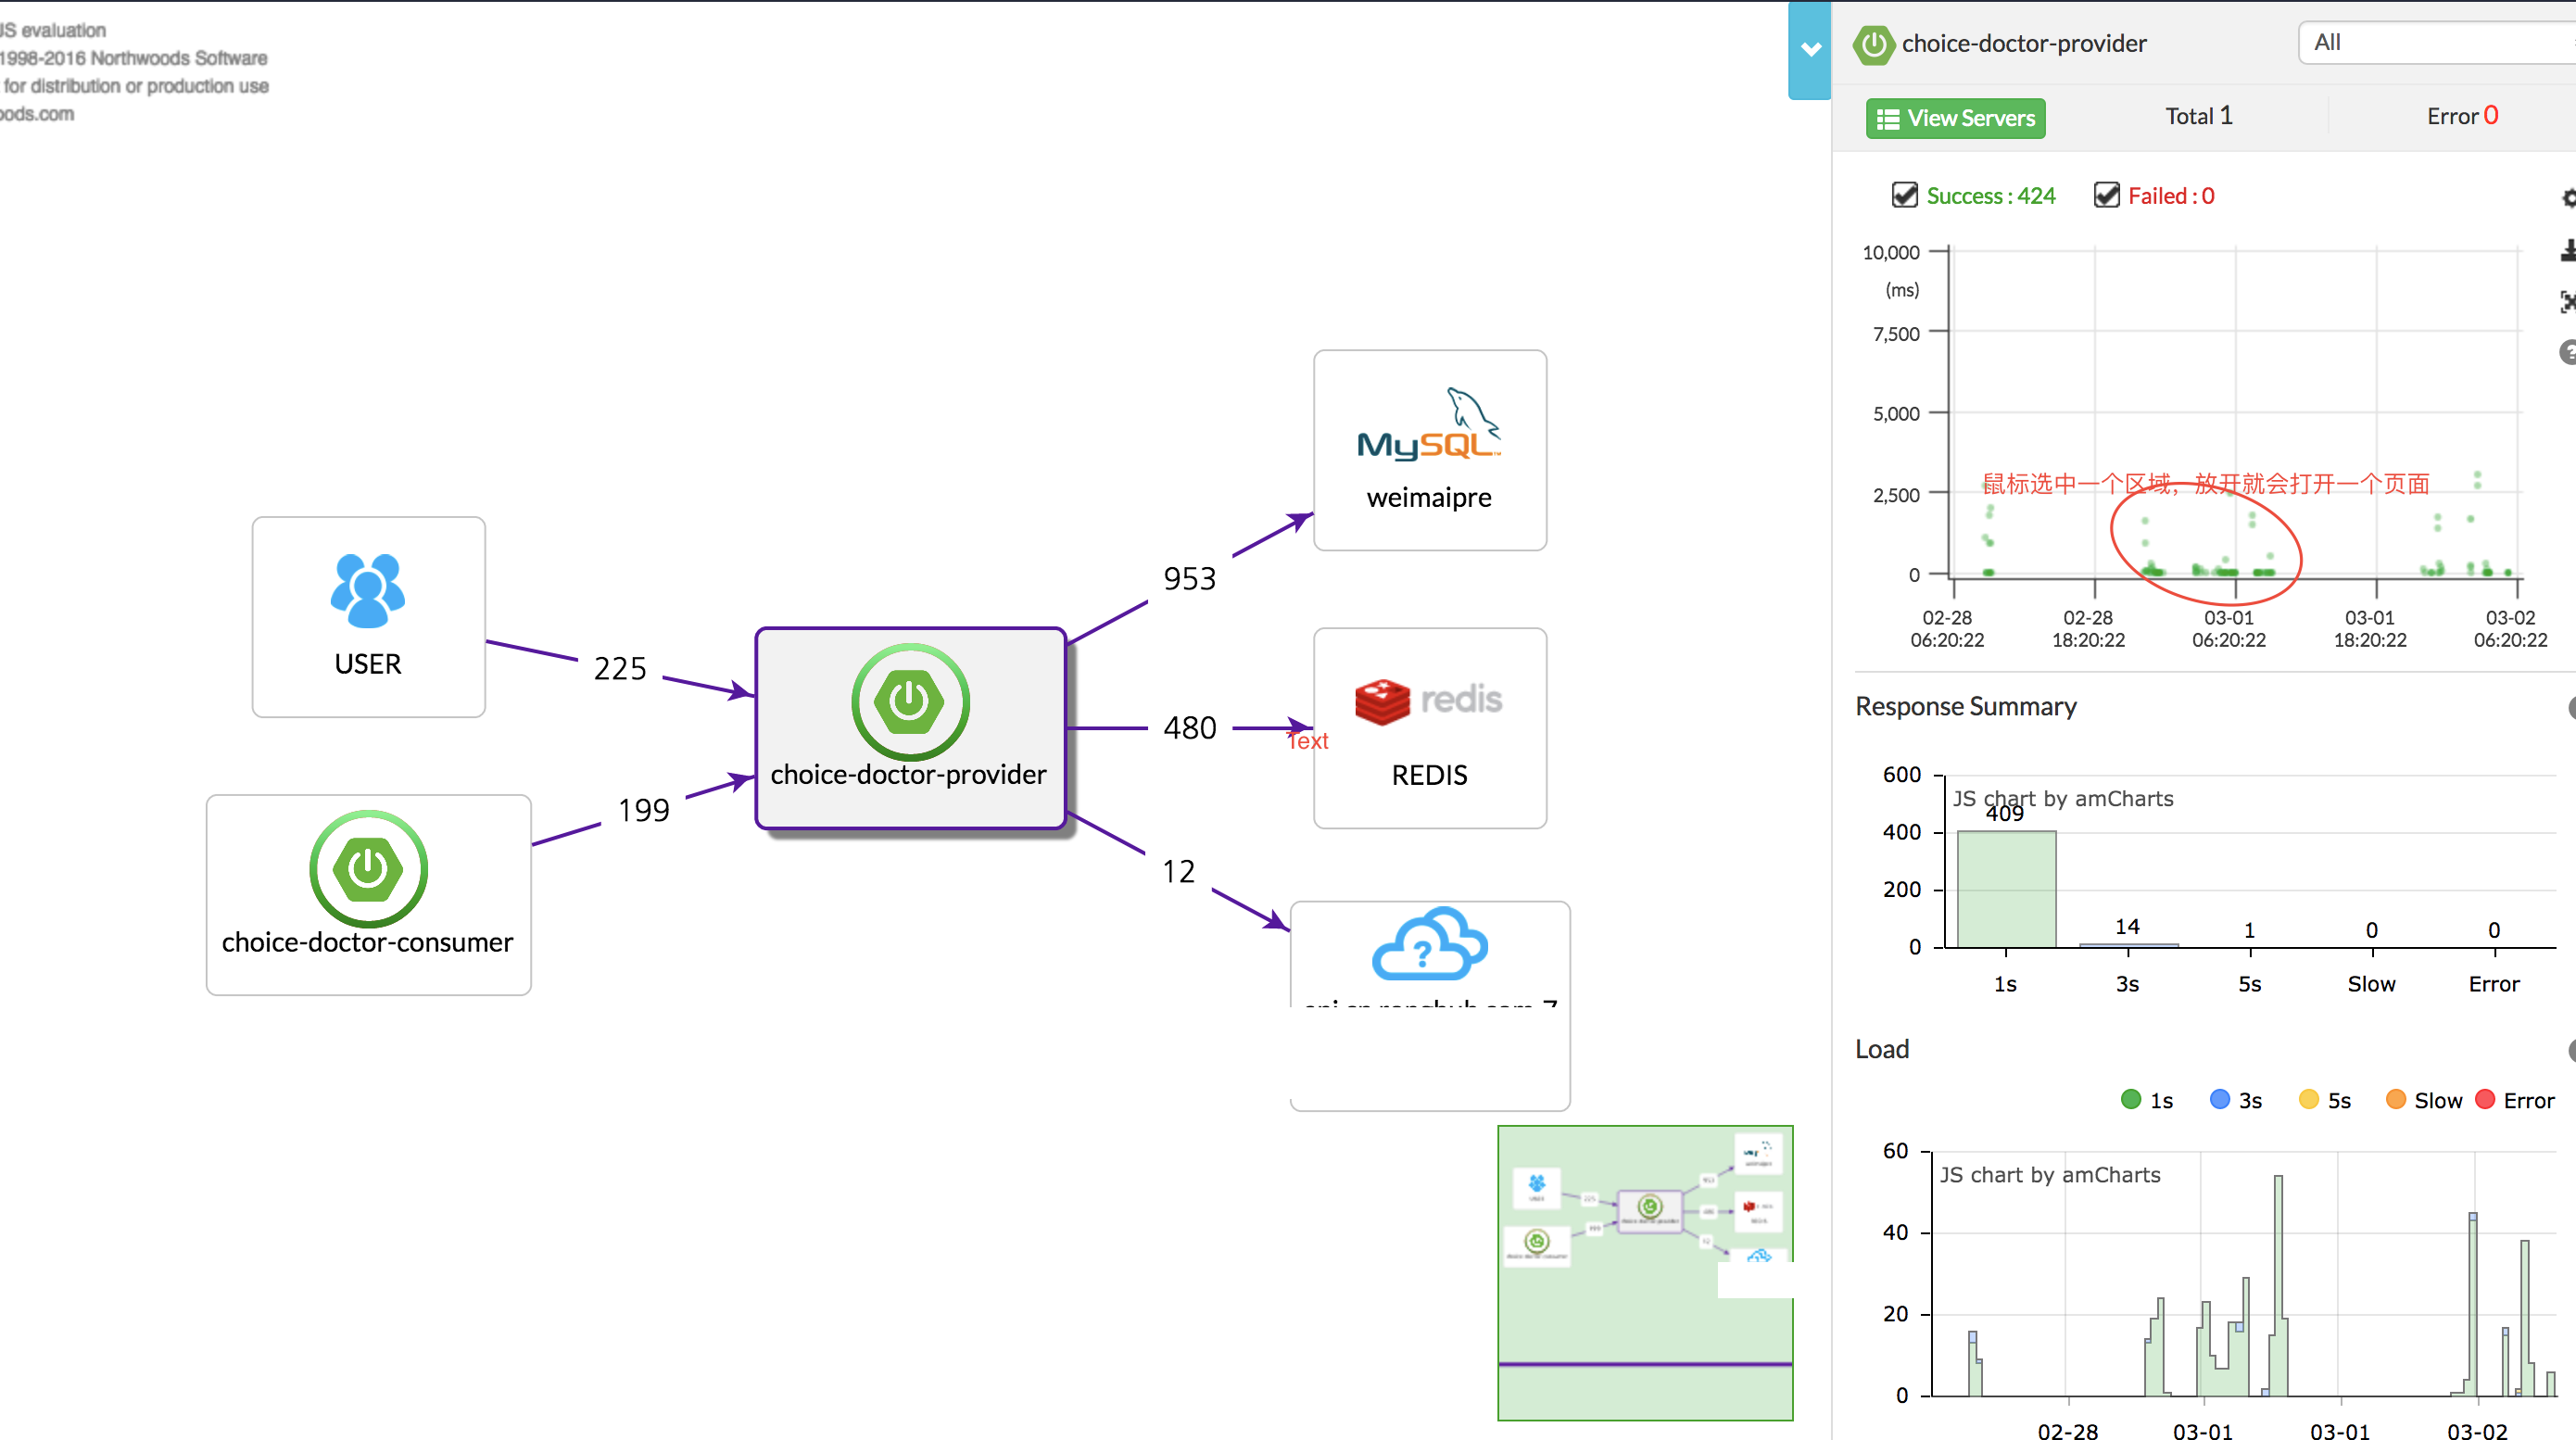 JS evaluation
1998-2016 Northwoods Software
for distribution or production use
oods.com
choice-doctor-provider
All
View Servers
Total 1
Error 0
Success : 424
Failed : 0
10,000
(ms)
7,500
5,000
2,500
0
鼠标选中一个区域，放开就会打开一个页面
02-28 06:20:22
02-28 18:20:22
03-01 06:20:22
03-01 18:20:22
03-02 06:20:22
MySQL
weimaipre
953
USER
225
choice-doctor-provider
480
Text
redis
REDIS
199
choice-doctor-consumer
12
Response Summary
600
400
200
0
JS chart by amCharts
409
14
1
0
0
1s
3s
5s
Slow
Error
Load
1s
3s
5s
Slow
Error
60
40
20
0
JS chart by amCharts
02-28
03-01
03-01
03-02